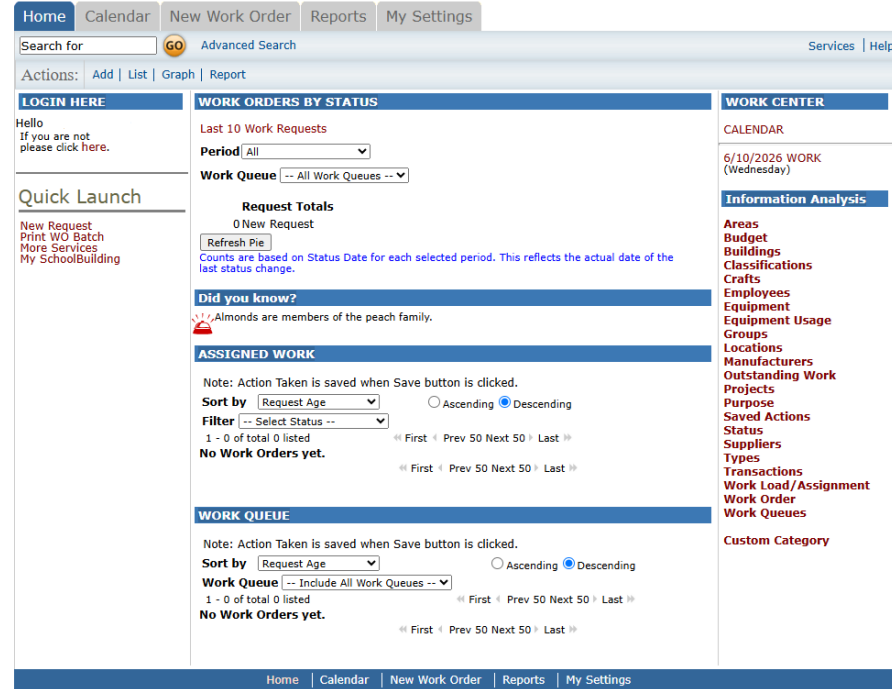 Home Calendar New Work Order Reports My Settings
Search for GO Advanced Search Services | Help
Actions: Add | List | Graph | Report
LOGIN HERE
Hello
If you are not
please click here.
Quick Launch
New Request
Print WO Batch
More Services
My SchoolBuilding
WORK ORDERS BY STATUS
Last 10 Work Requests
Period All
Work Queue -- All Work Queues --
Request Totals
0 New Request
Refresh Pie
Counts are based on Status Date for each selected period. This reflects the actual date of the
last status change.
Did you know?
Almonds are members of the peach family.
ASSIGNED WORK
Note: Action Taken is saved when Save button is clicked.
Sort by Request Age Ascending Descending
Filter -- Select Status --
1 - 0 of total 0 listed First Prev 50 Next 50 Last
No Work Orders yet.
First Prev 50 Next 50 Last
WORK QUEUE
Note: Action Taken is saved when Save button is clicked.
Sort by Request Age Ascending Descending
Work Queue -- Include All Work Queues --
1 - 0 of total 0 listed First Prev 50 Next 50 Last
No Work Orders yet.
First Prev 50 Next 50 Last
WORK CENTER
CALENDAR
6/10/2026 WORK
(Wednesday)
Information Analysis
Areas
Budget
Buildings
Classifications
Crafts
Employees
Equipment
Equipment Usage
Groups
Locations
Manufacturers
Outstanding Work
Projects
Purpose
Saved Actions
Status
Suppliers
Types
Transactions
Work Load/Assignment
Work Order
Work Queues
Custom Category
Home | Calendar | New Work Order | Reports | My Settings